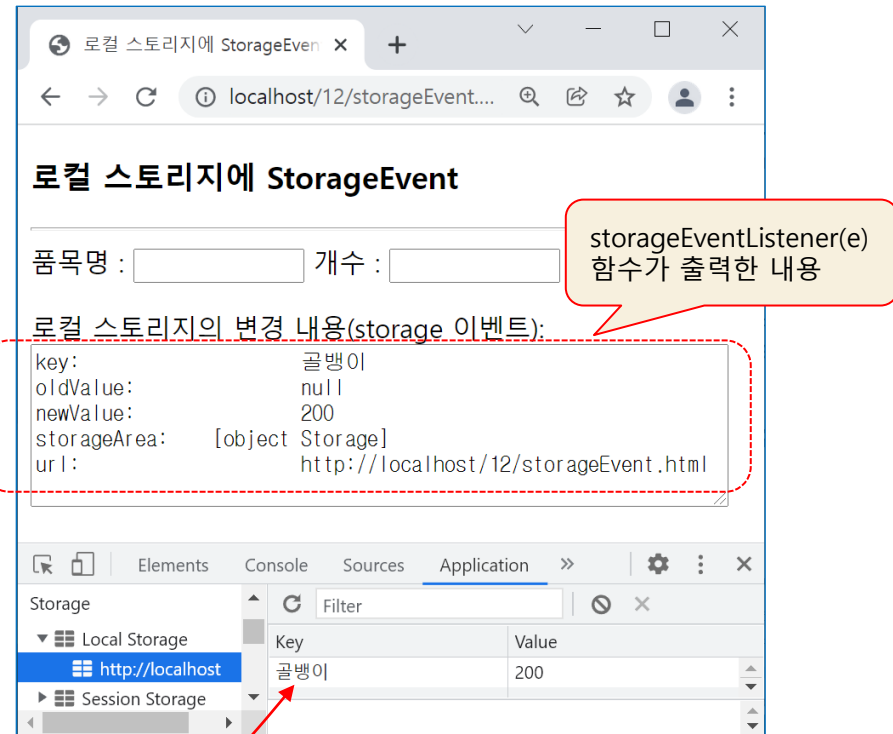 로컬 스토리지에 StorageEven
localhost/12/storageEvent....
로컬 스토리지에 StorageEvent
storageEventListener(e)
함수가 출력한 내용
품목명 : 개수 :
로컬 스토리지의 변경 내용(storage 이벤트):
key: 골뱅이
oldValue: null
newValue: 200
storageArea: [object Storage]
url: http://localhost/12/storageEvent.html
Elements Console Sources Application
Storage Filter
Local Storage Key Value
http://localhost 골뱅이 200
Session Storage